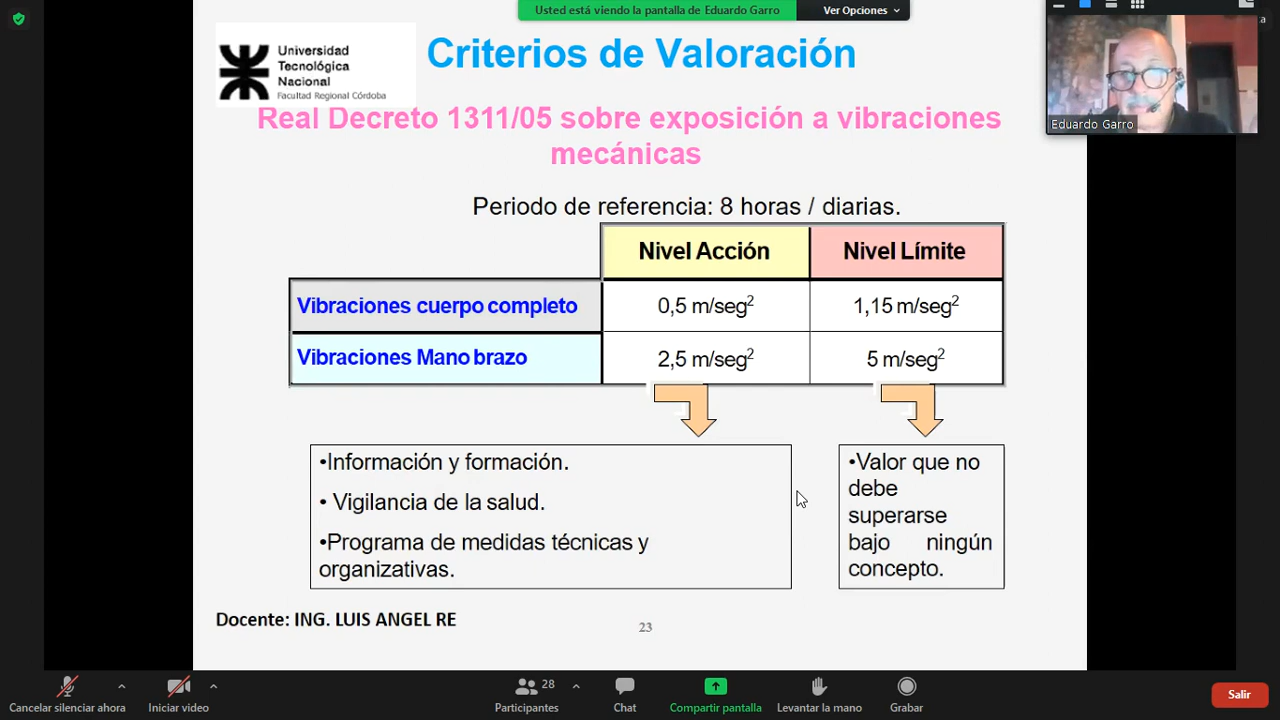 Usted está viendo la pantalla de Eduardo Garro
Ver Opciones
Universidad
Tecnológica
Nacional
Facultad Regional Córdoba
Criterios de Valoración
Real Decreto 1311/05 sobre exposición a vibraciones
mecánicas
Eduardo Garro
Periodo de referencia: 8 horas / diarias.
Nivel Acción
Nivel Límite
Vibraciones cuerpo completo
0,5 m/seg²
1,15 m/seg²
Vibraciones Mano brazo
2,5 m/seg²
5 m/seg²
•Información y formación.
• Vigilancia de la salud.
•Programa de medidas técnicas y
organizativas.
•Valor que no
debe
superarse
bajo ningún
concepto.
Docente: ING. LUIS ANGEL RE
23
Cancelar silenciar ahora
Iniciar video
28
Participantes
Chat
Compartir pantalla
Levantar la mano
Grabar
Salir